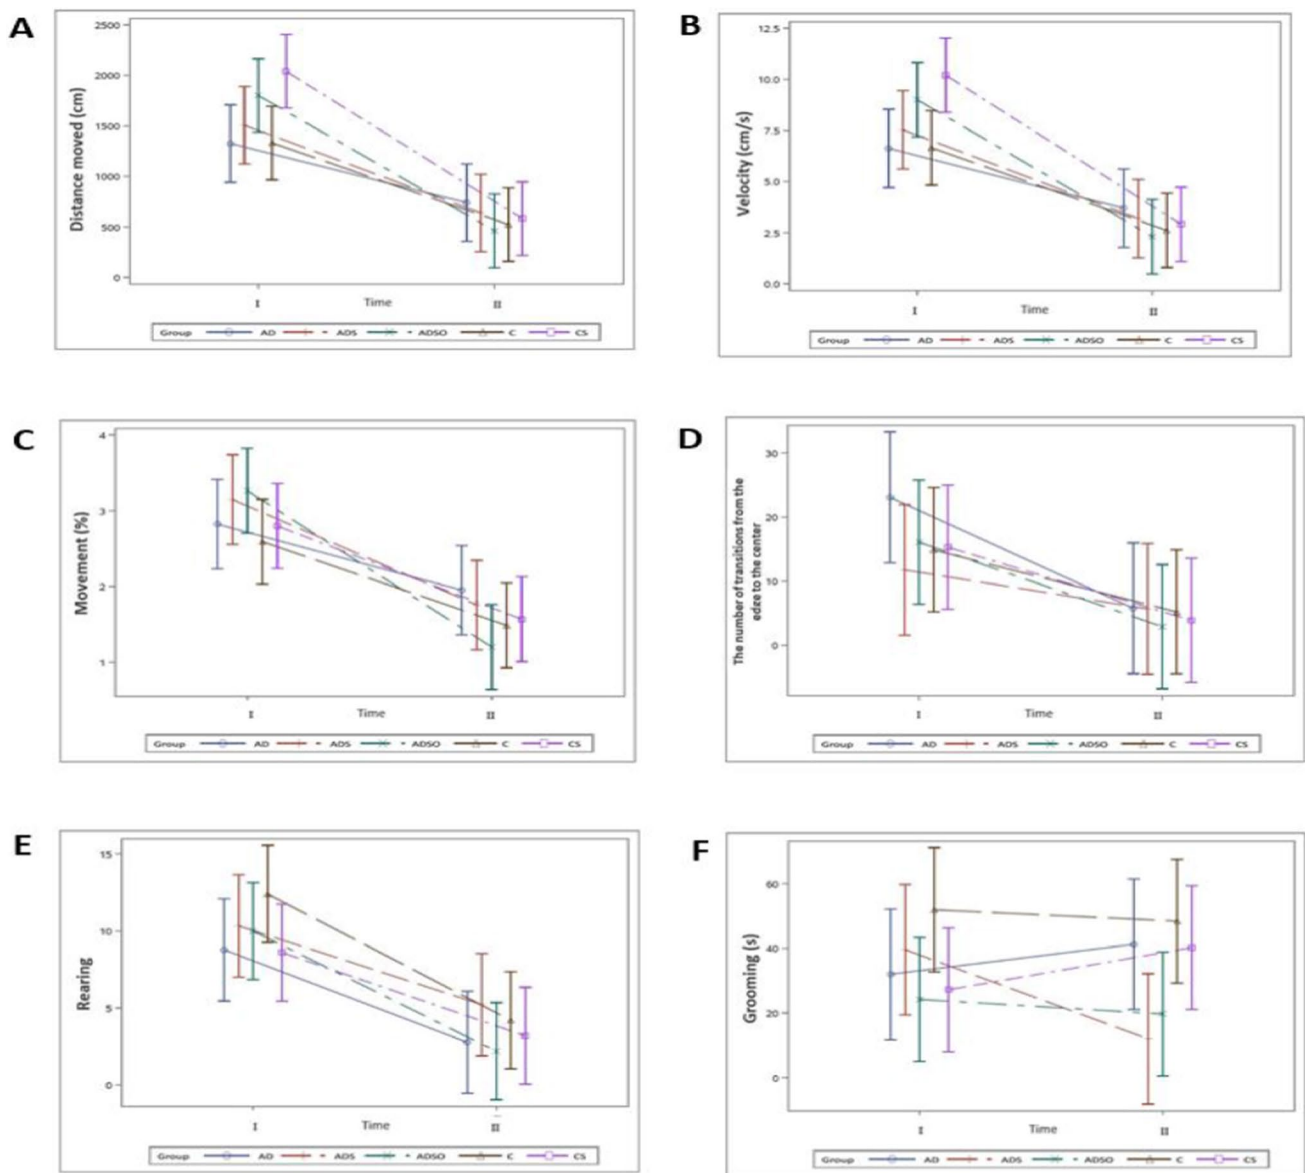 A
Distance moved (cm)
2500
2000
1500
1000
500
0
I Time II
Group AD ADS ADSO C CS
B
Velocity (cm/s)
12.5
10.0
7.5
5.0
2.5
0.0
I Time II
Group AD ADS ADSO C CS
C
Movement (%)
4
3
2
1
I Time II
Group AD ADS ADSO C CS
D
The number of transitions from the
edge to the center
30
20
10
0
I Time II
Group AD ADS ADSO C CS
E
Rearing
15
10
5
0
I Time II
Group AD ADS ADSO C CS
F
Grooming (s)
60
40
20
0
I Time II
Group AD ADS ADSO C CS